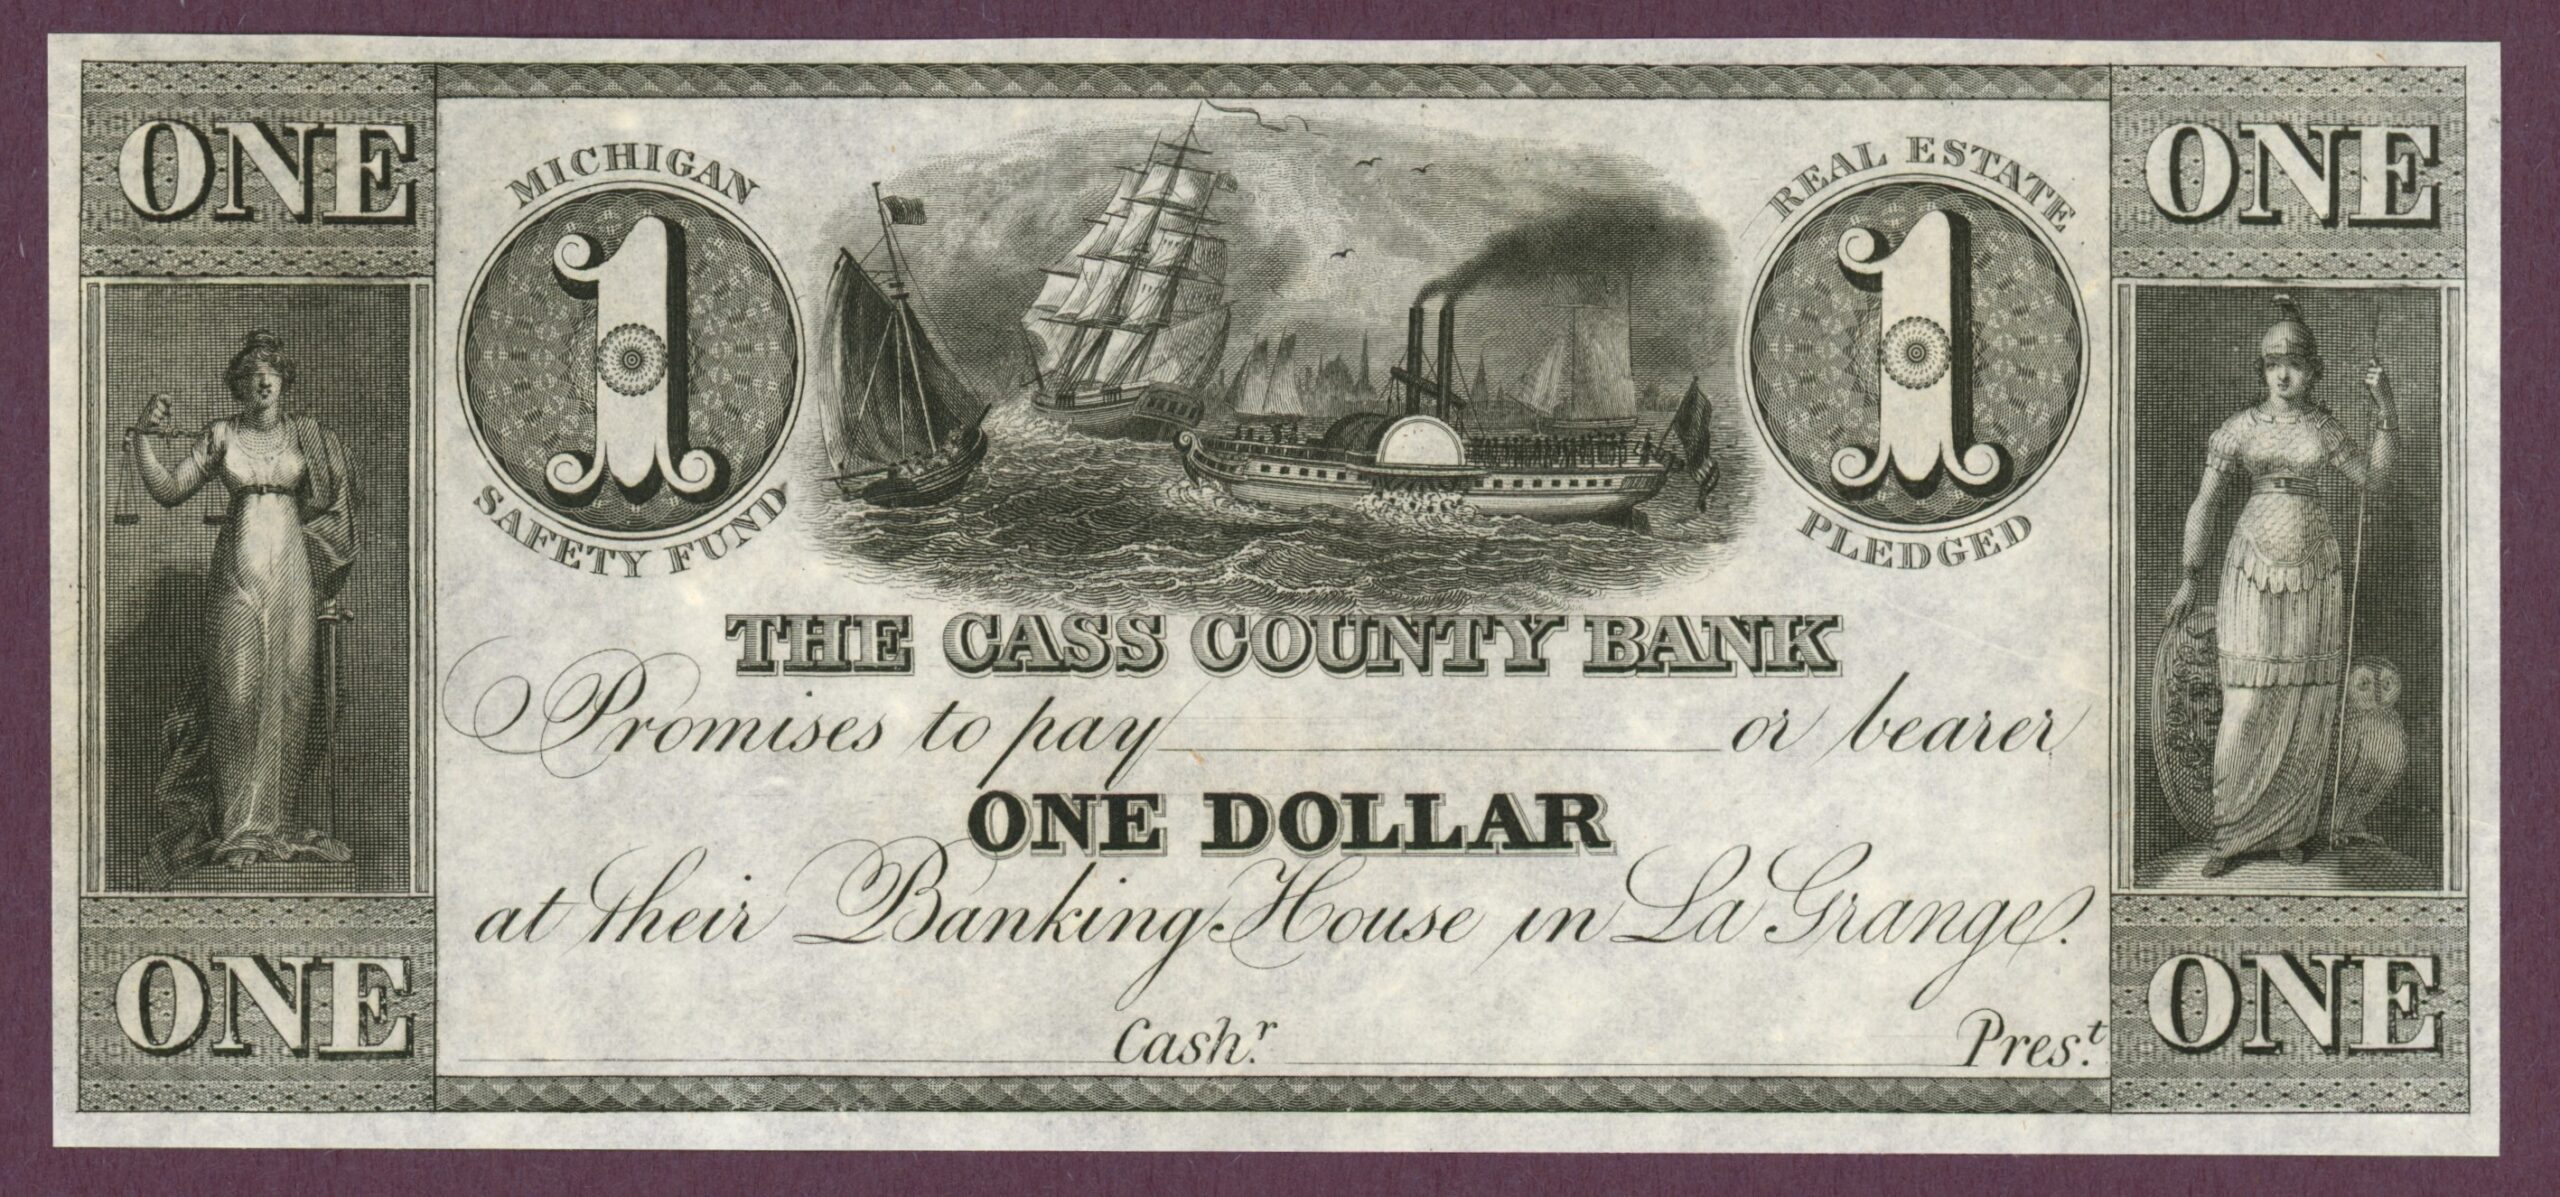 ONE
ONE
MICHIGAN
REAL ESTATE
1
1
SAFETY FUND
PLEDGED
THE CASS COUNTY BANK
Promises to pay or bearer
ONE DOLLAR
at their Banking House in La Grange.
ONE
ONE
Cash.r
Pres.t